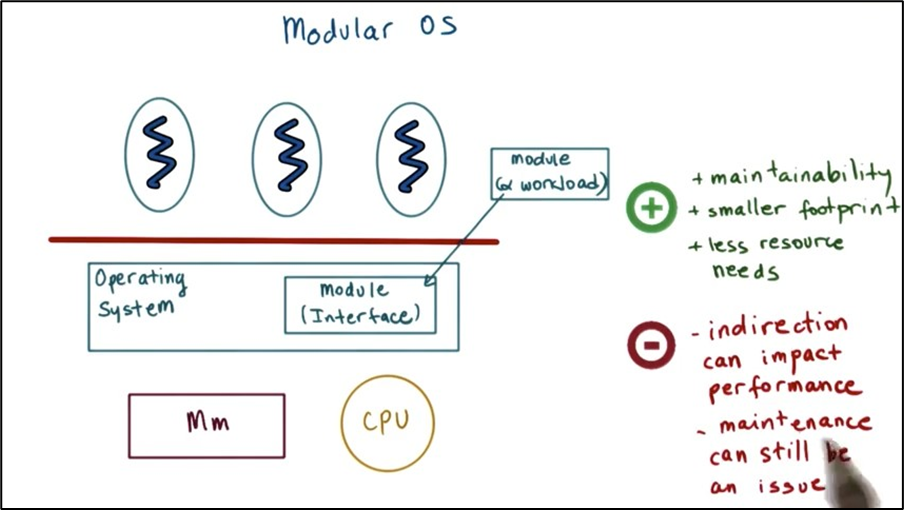 Modular OS
module
(α workload)
Operating
System
module
(Interface)
Mm
CPU
+ maintainability
+ smaller footprint
+ less resource
needs
- indirection
can impact
performance
- maintenance
can still be
an issue